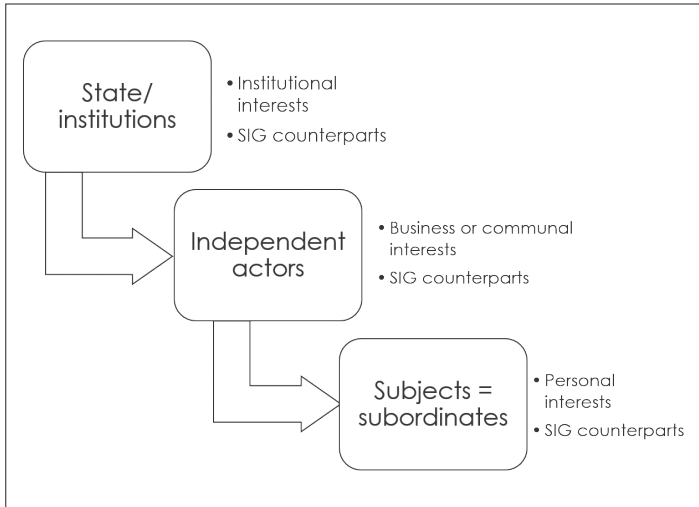 State/
institutions
• Institutional
interests
• SIG counterparts
Independent
actors
• Business or communal
interests
• SIG counterparts
Subjects =
subordinates
• Personal
interests
• SIG counterparts